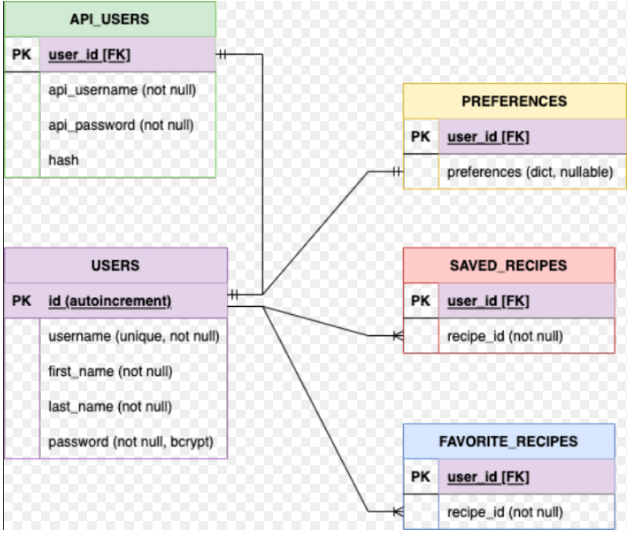 API_USERS
PK user_id [FK]
api_username (not null)
api_password (not null)
hash
USERS
PK id (autoincrement)
username (unique, not null)
first_name (not null)
last_name (not null)
password (not null, bcrypt)
PREFERENCES
PK user_id [FK]
preferences (dict, nullable)
SAVED_RECIPES
PK user_id [FK]
recipe_id (not null)
FAVORITE_RECIPES
PK user_id [FK]
recipe_id (not null)